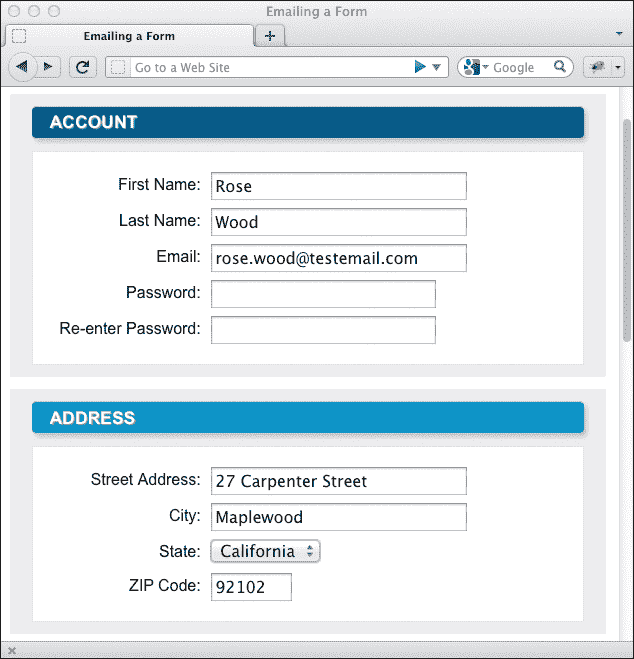 Emailing a Form
Emailing a Form
Go to a Web Site
Google
ACCOUNT
First Name: Rose
Last Name: Wood
Email: rose.wood@testemail.com
Password:
Re-enter Password:
ADDRESS
Street Address: 27 Carpenter Street
City: Maplewood
State: California
ZIP Code: 92102